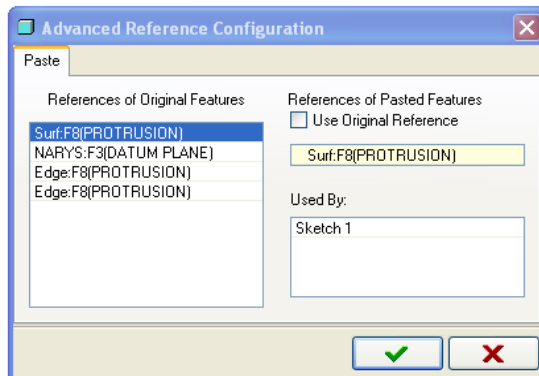 Advanced Reference Configuration
Paste
References of Original Features
Surf:F8(PROTRUSION)
NARYS:F3(DATUM PLANE)
Edge:F8(PROTRUSION)
Edge:F8(PROTRUSION)
References of Pasted Features
Use Original Reference
Surf:F8(PROTRUSION)
Used By:
Sketch 1